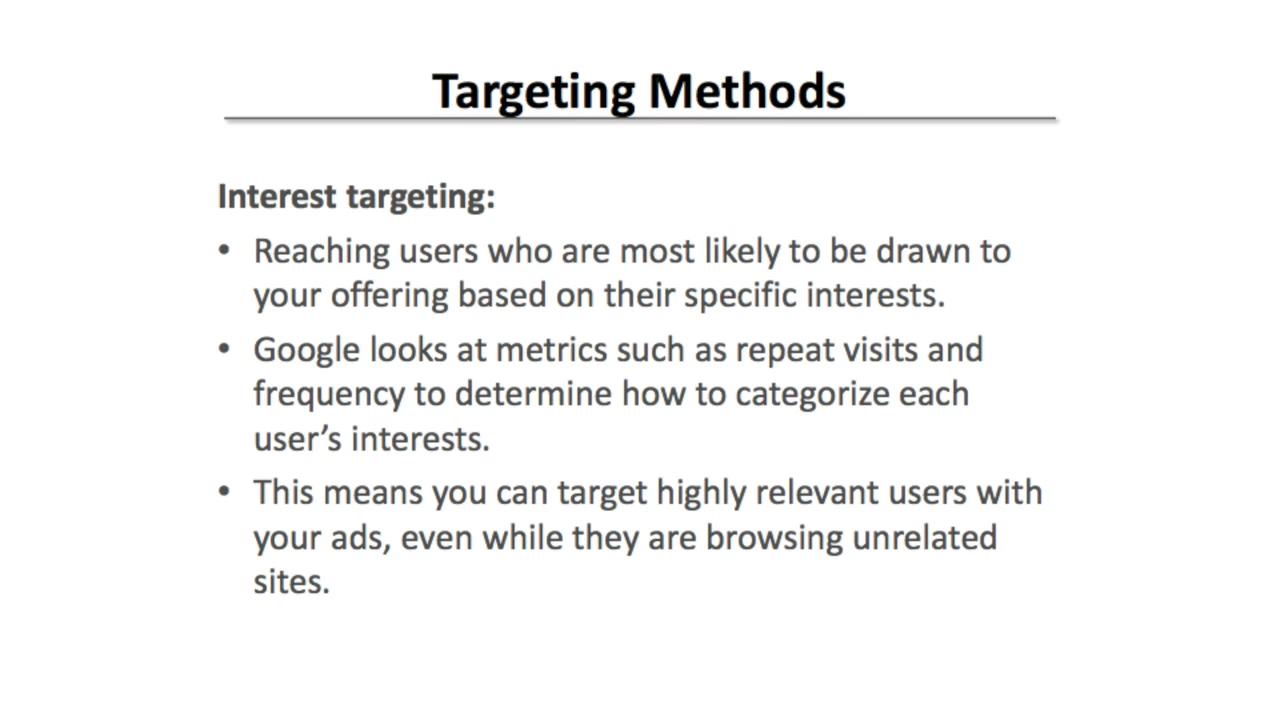 Targeting Methods
Interest targeting:
• Reaching users who are most likely to be drawn to
your offering based on their specific interests.
• Google looks at metrics such as repeat visits and
frequency to determine how to categorize each
user’s interests.
• This means you can target highly relevant users with
your ads, even while they are browsing unrelated
sites.